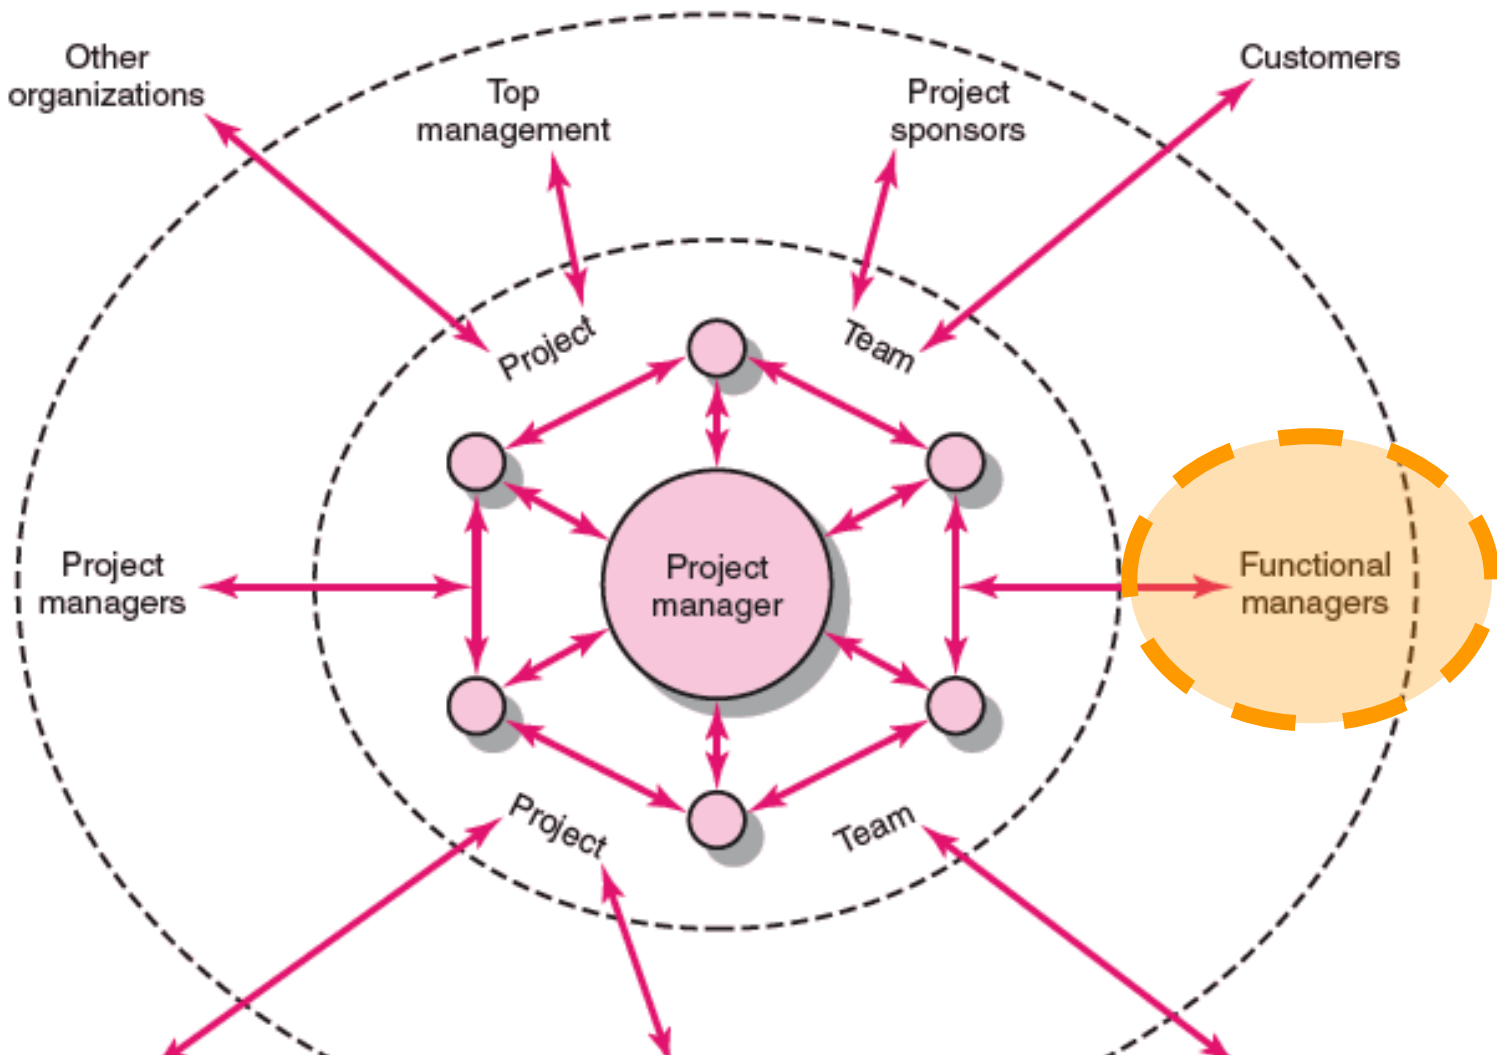 Other
organizations
Top
management
Project
sponsors
Customers
Project
Team
Project
managers
Project
manager
Functional
managers
Project
Team